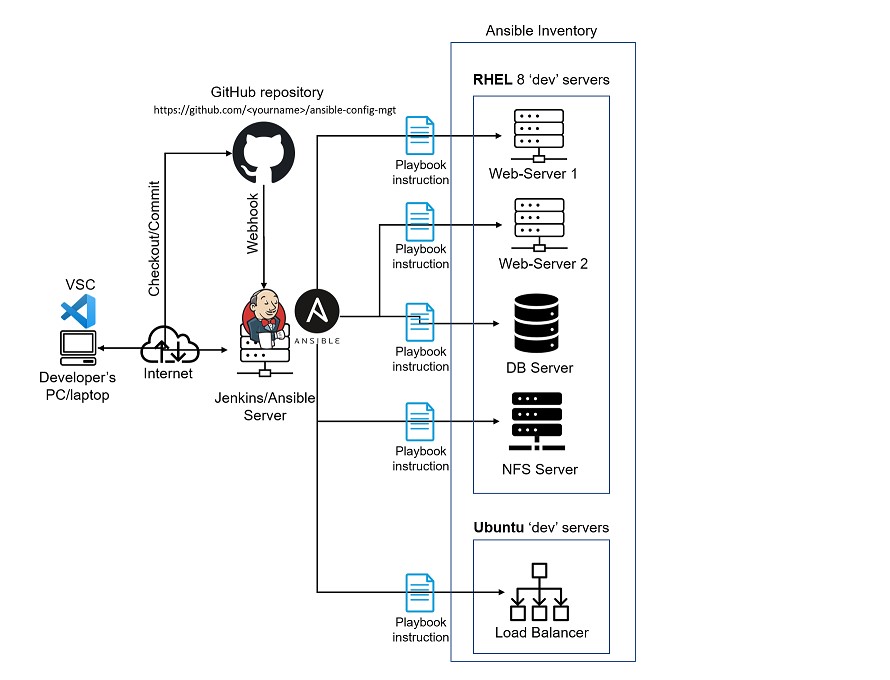 Ansible Inventory
RHEL 8 ‘dev’ servers
GitHub repository
https://github.com/<yourname>/ansible-config-mgt
Playbook
instruction
Web-Server 1
Checkout/Commit
Webhook
Playbook
instruction
Web-Server 2
VSC
ANSIBLE
Playbook
instruction
DB Server
Developer’s
PC/laptop
Internet
Jenkins/Ansible
Server
Playbook
instruction
NFS Server
Ubuntu ‘dev’ servers
Playbook
instruction
Load Balancer